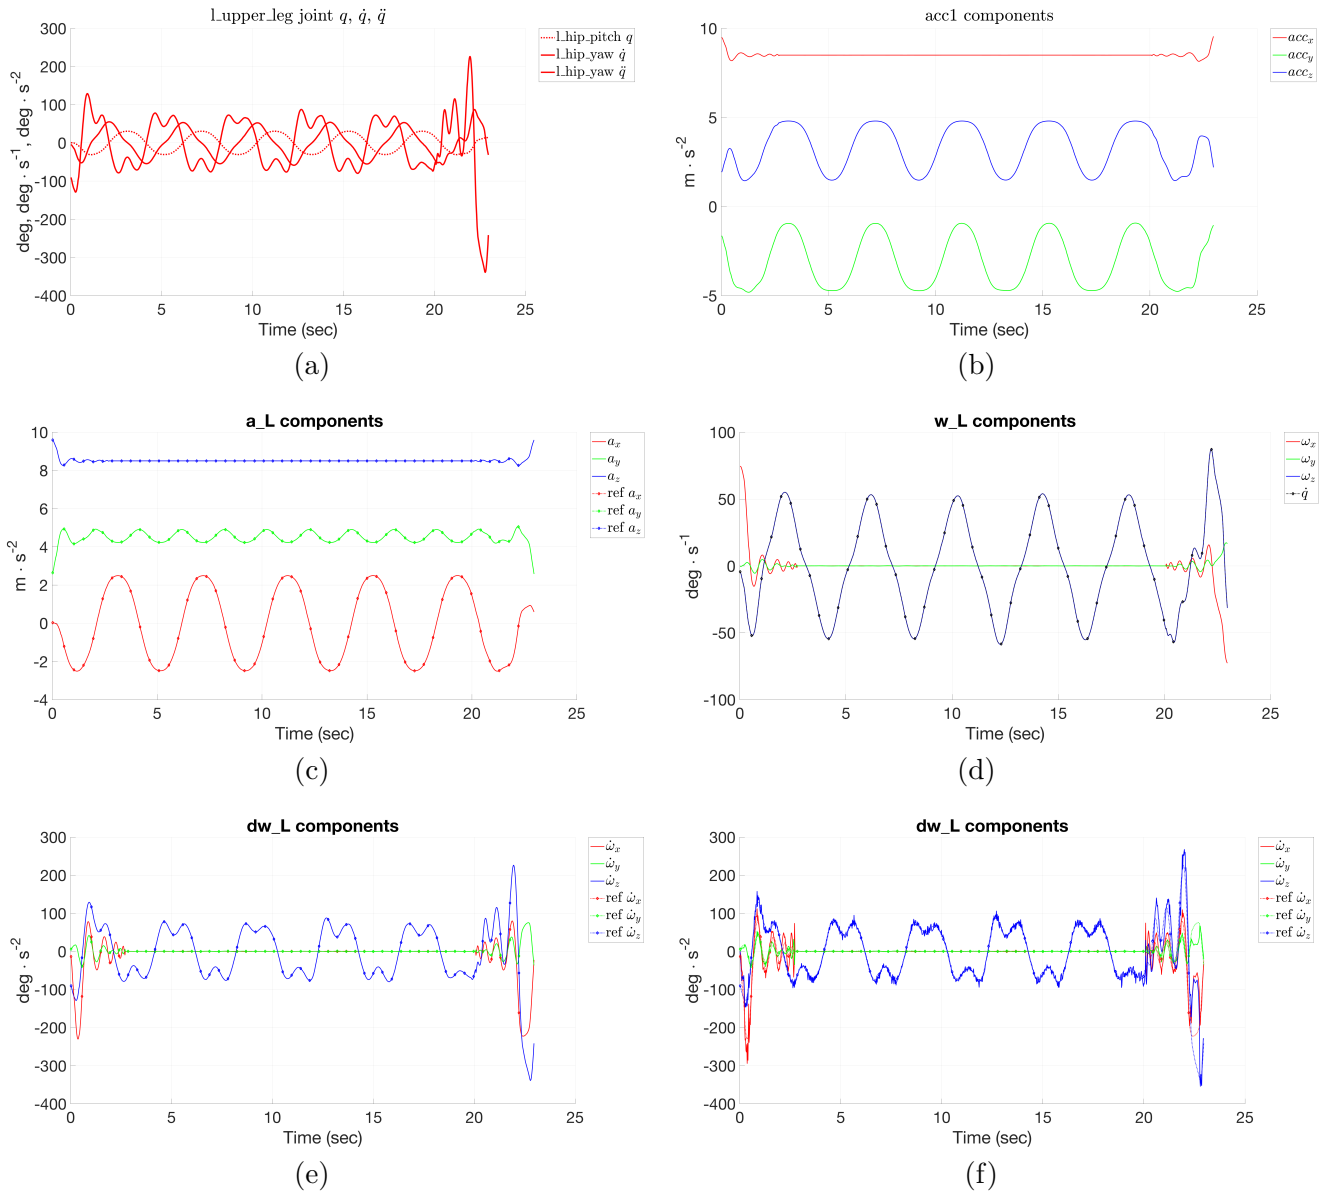 l_upper_leg joint q, q̇, q̈
300
200
100
0
-100
-200
-300
-400
deg, deg · s⁻¹, deg · s⁻²
0 5 10 15 20 25
Time (sec)
l_hip_pitch q
l_hip_yaw q̇
l_hip_yaw q̈
(a)
acc1 components
10
5
0
-5
m · s⁻²
0 5 10 15 20 25
Time (sec)
acc_x
acc_y
acc_z
(b)
a_L components
10
8
6
4
2
0
-2
-4
m · s⁻²
0 5 10 15 20 25
Time (sec)
a_x
a_y
a_z
ref a_x
ref a_y
ref a_z
(c)
w_L components
100
50
0
-50
-100
deg · s⁻¹
0 5 10 15 20 25
Time (sec)
ω_x
ω_y
ω_z
q̇
(d)
dw_L components
300
200
100
0
-100
-200
-300
-400
deg · s⁻²
0 5 10 15 20 25
Time (sec)
ω̇_x
ω̇_y
ω̇_z
ref ω̇_x
ref ω̇_y
ref ω̇_z
(e)
dw_L components
300
200
100
0
-100
-200
-300
-400
deg · s⁻²
0 5 10 15 20 25
Time (sec)
ω̇_x
ω̇_y
ω̇_z
ref ω̇_x
ref ω̇_y
ref ω̇_z
(f)